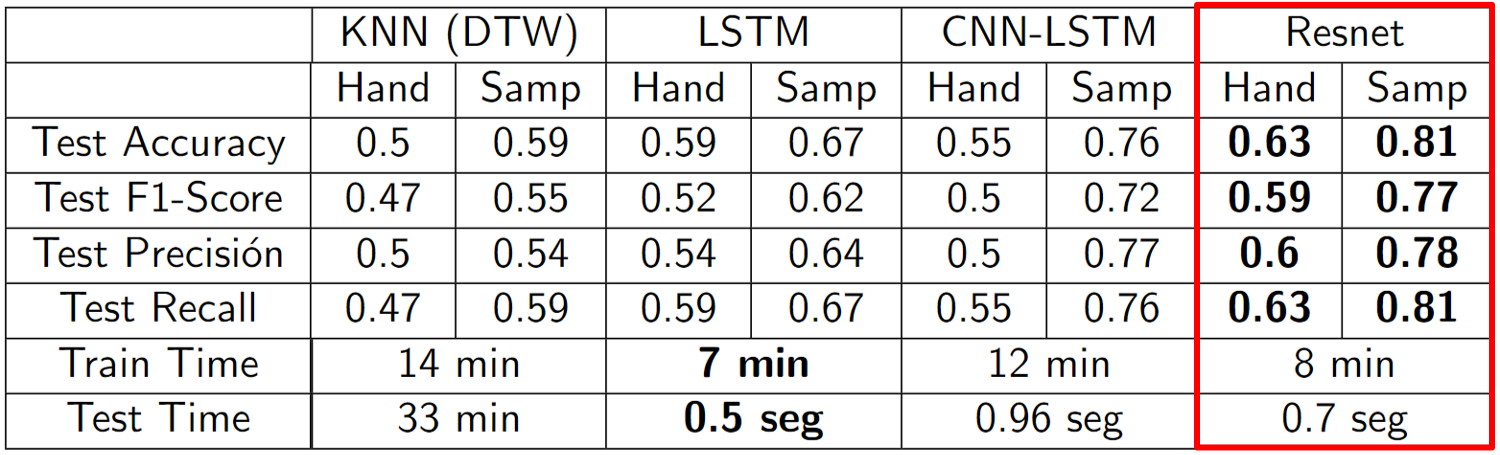 KNN (DTW) LSTM CNN-LSTM Resnet
Hand Samp Hand Samp Hand Samp Hand Samp
Test Accuracy 0.5 0.59 0.59 0.67 0.55 0.76 0.63 0.81
Test F1-Score 0.47 0.55 0.52 0.62 0.5 0.72 0.59 0.77
Test Precisión 0.5 0.54 0.54 0.64 0.5 0.77 0.6 0.78
Test Recall 0.47 0.59 0.59 0.67 0.55 0.76 0.63 0.81
Train Time 14 min 7 min 12 min 8 min
Test Time 33 min 0.5 seg 0.96 seg 0.7 seg